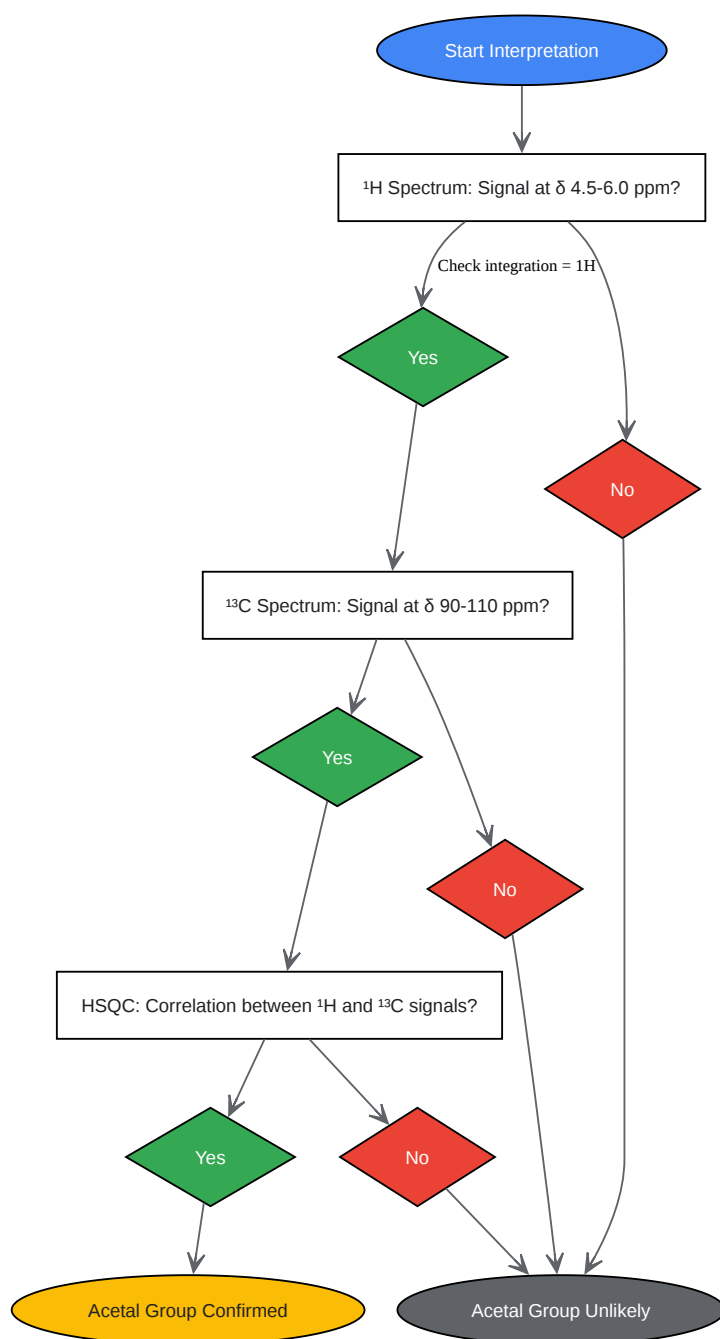 Start Interpretation
¹H Spectrum: Signal at δ 4.5-6.0 ppm?
Check integration = 1H
Yes
No
¹³C Spectrum: Signal at δ 90-110 ppm?
Yes
No
HSQC: Correlation between ¹H and ¹³C signals?
Yes
No
Acetal Group Confirmed
Acetal Group Unlikely